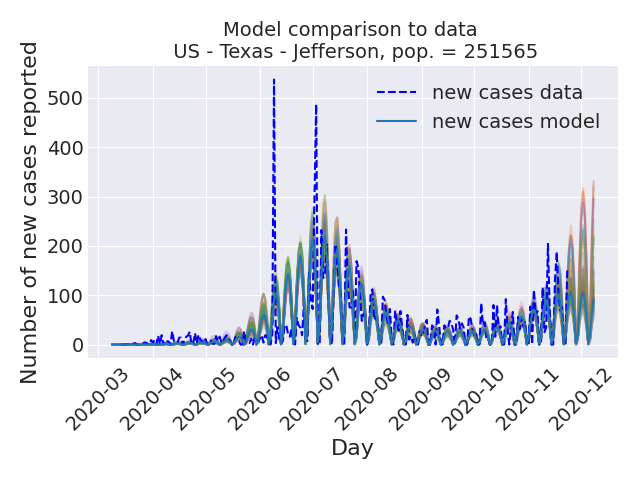 Model comparison to data
US - Texas - Jefferson, pop. = 251565
new cases data
new cases model
Number of new cases reported
500
400
300
200
100
0
2020-03
2020-04
2020-05
2020-06
2020-07
2020-08
2020-09
2020-10
2020-11
2020-12
Day